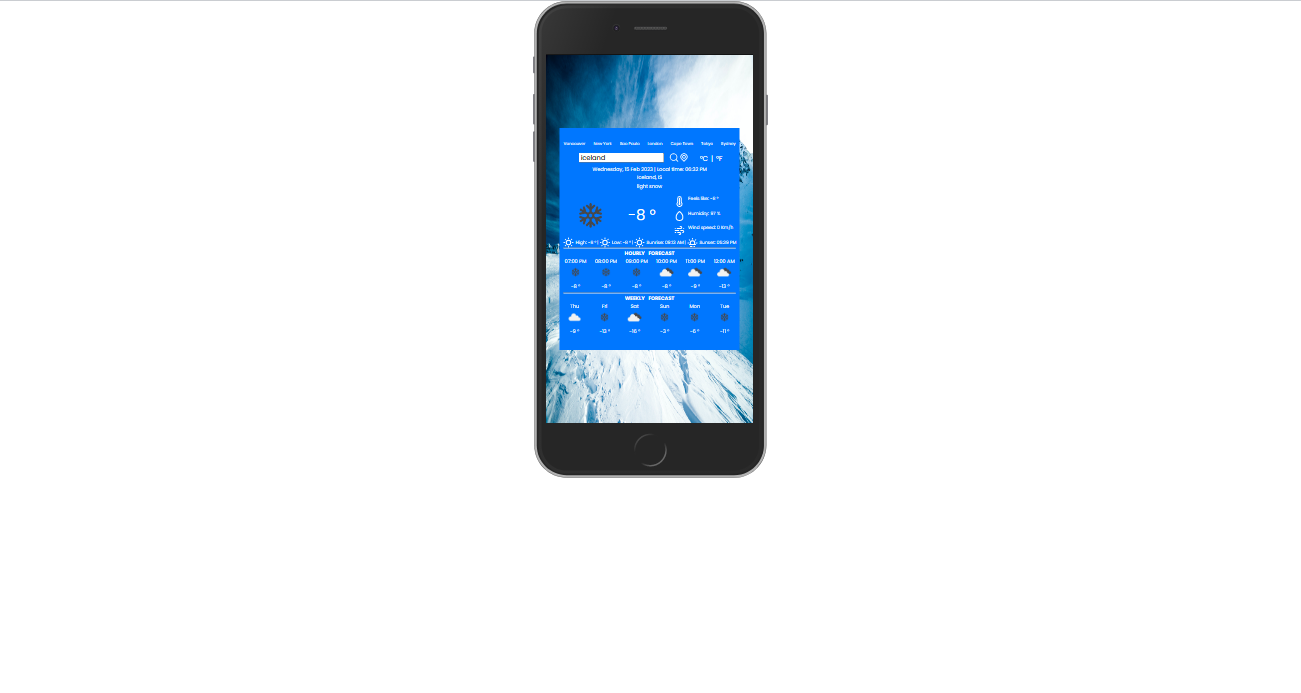 Vancouver New York Sao Paulo London Cape Town Tokyo Sydney
iceland °C | °F
Wednesday, 15 Feb 2023 | Local time: 06:33 PM
Iceland, IS
light snow
-8 °
Feels like: -8 °
Humidity: 97 %
Wind speed: 0 Km/h
High: -8 ° | Low: -8 ° | Sunrise: 09:13 AM | Sunset: 05:39 PM
HOURLY FORECAST
07:00 PM 08:00 PM 09:00 PM 10:00 PM 11:00 PM 12:00 AM
-8 ° -8 ° -8 ° -8 ° -9 ° -13 °
WEEKLY FORECAST
Thu Fri Sat Sun Mon Tue
-9 ° -13 ° -16 ° -3 ° -6 ° -11 °